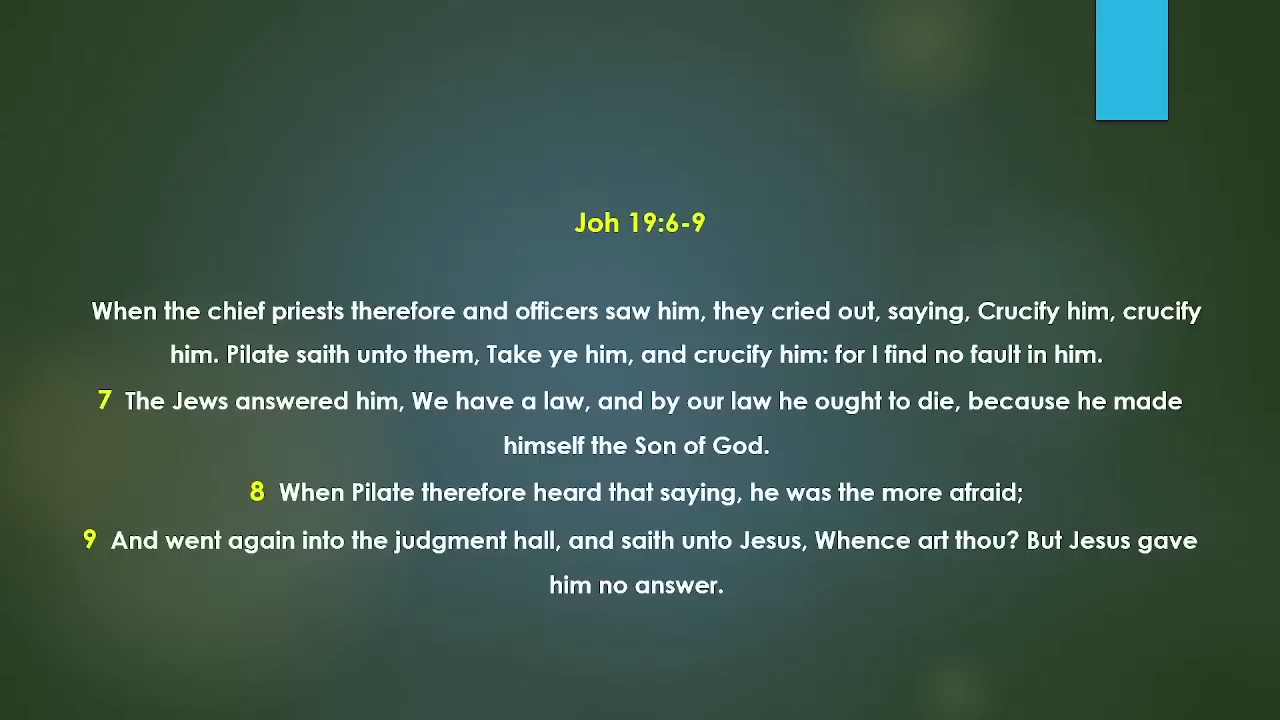 Joh 19:6-9
When the chief priests therefore and officers saw him, they cried out, saying, Crucify him, crucify
him. Pilate saith unto them, Take ye him, and crucify him: for I find no fault in him.
7 The Jews answered him, We have a law, and by our law he ought to die, because he made
himself the Son of God.
8 When Pilate therefore heard that saying, he was the more afraid;
9 And went again into the judgment hall, and saith unto Jesus, Whence art thou? But Jesus gave
him no answer.